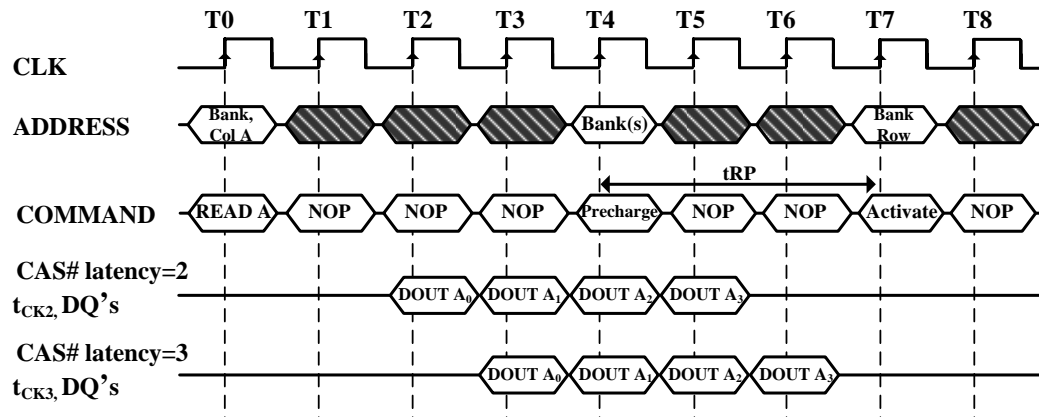 T0 T1 T2 T3 T4 T5 T6 T7 T8
CLK
ADDRESS Bank, Col A Bank(s) Bank Row
tRP
COMMAND READ A NOP NOP NOP Precharge NOP NOP Activate NOP
CAS# latency=2
tCK2, DQ's DOUT A0 DOUT A1 DOUT A2 DOUT A3
CAS# latency=3
tCK3, DQ's DOUT A0 DOUT A1 DOUT A2 DOUT A3